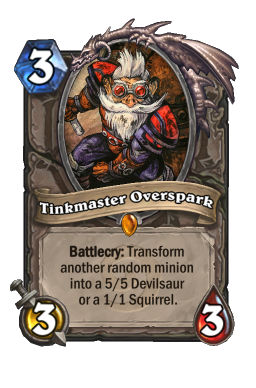 3
Tinkmaster Overspark
Battlecry: Transform
another random minion
into a 5/5 Devilsaur
or a 1/1 Squirrel.
3 3